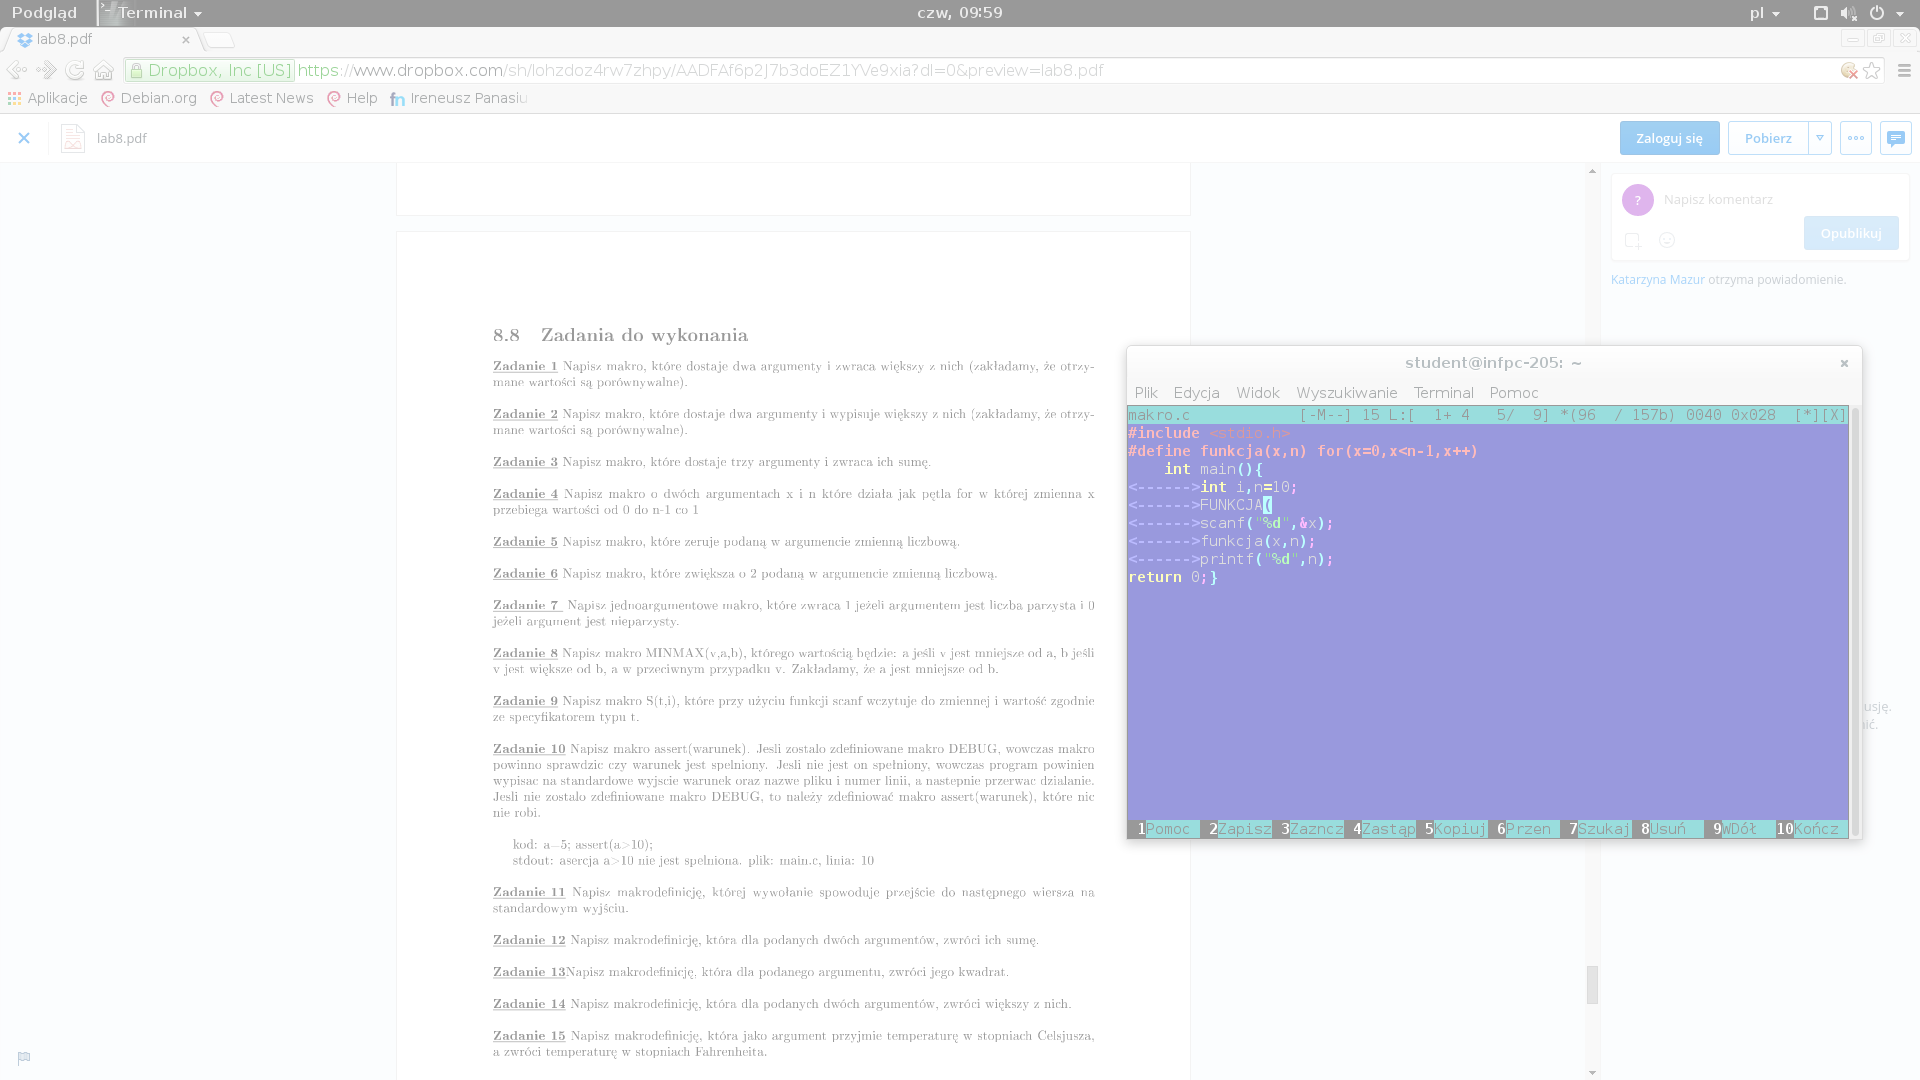 Podgląd
Terminal
czw, 09:59
pl
lab8.pdf
Dropbox, Inc [US] https://www.dropbox.com/sh/lohzdoz4rw7zhpy/AADFAf6p2J7b3doEZ1YVe9xla?dl=0&preview=lab8.pdf
Aplikacje Debian.org Latest News Help Ireneusz Panasiu
lab8.pdf
Zaloguj się
Pobierz
? Napisz komentarz
Opublikuj
Katarzyna Mazur otrzyma powiadomienie.
8.8 Zadania do wykonania
Zadanie 1 Napisz makro, które dostaje dwa argumenty i zwraca większy z nich (zakładamy, że otrzy-
mane wartości są porównywalne).
Zadanie 2 Napisz makro, które dostaje dwa argumenty i wypisuje większy z nich (zakładamy, że otrzy-
mane wartości są porównywalne).
Zadanie 3 Napisz makro, które dostaje trzy argumenty i zwraca ich sumę.
Zadanie 4 Napisz makro o dwóch argumentach x i n które działa jak pętla for w której zmienna x
przebiega wartości od 0 do n-1 co 1
Zadanie 5 Napisz makro, które zeruje podaną w argumencie zmienną liczbową.
Zadanie 6 Napisz makro, które zwiększa o 2 podaną w argumencie zmienną liczbową.
Zadanie 7 Napisz jednoargumentowe makro, które zwraca 1 jeżeli argumentem jest liczba parzysta i 0
jeżeli argument jest nieparzysty.
Zadanie 8 Napisz makro MINMAX(v,a,b), którego wartością będzie: a jeśli v jest mniejsze od a, b jeśli
v jest większe od b, a w przeciwnym przypadku v. Zakładamy, że a jest mniejsze od b.
Zadanie 9 Napisz makro S(t,i), które przy użyciu funkcji scanf wczytuje do zmiennej i wartość zgodnie
ze specyfikatorem typu t.
Zadanie 10 Napisz makro assert(warunek). Jesli zostalo zdefiniowane makro DEBUG, wowczas makro
powinno sprawdzic czy warunek jest spelniony. Jesli nie jest on spełniony, wowczas program powinien
wypisac na standardowe wyjscie warunek oraz nazwe pliku i numer linii, a nastepnie przerwac dzialanie.
Jesli nie zostalo zdefiniowane makro DEBUG, to należy zdefiniować makro assert(warunek), które nic
nie robi.
kod: a=5; assert(a>10);
stdout: asercja a>10 nie jest spelniona. plik: main.c, linia: 10
Zadanie 11 Napisz makrodefinicję, której wywołanie spowoduje przejście do następnego wiersza na
standardowym wyjściu.
Zadanie 12 Napisz makrodefinicję, która dla podanych dwóch argumentów, zwróci ich sumę.
Zadanie 13Napisz makrodefinicję, która dla podanego argumentu, zwróci jego kwadrat.
Zadanie 14 Napisz makrodefinicję, która dla podanych dwóch argumentów, zwróci większy z nich.
Zadanie 15 Napisz makrodefinicję, która jako argument przyjmie temperaturę w stopniach Celsjusza,
a zwróci temperaturę w stopniach Fahrenheita.
student@infpc-205: ~
Plik Edycja Widok Wyszukiwanie Terminal Pomoc
makro.c [-M--] 15 L:[ 1+ 4 5/ 9] *(96 / 157b) 0040 0x028 [*][X]
#include <stdio.h>
#define funkcja(x,n) for(x=0,x<n-1,x++)
int main(){
<------>int i,n=10;
<------>FUNKCJA(
<------>scanf("%d",&x);
<------>funkcja(x,n);
<------>printf("%d",n);
return 0;}
1Pomoc 2Zapisz 3Zazncz 4Zastąp 5Kopiuj 6Przen 7Szukaj 8Usuń 9WDół 10Kończ
usję.